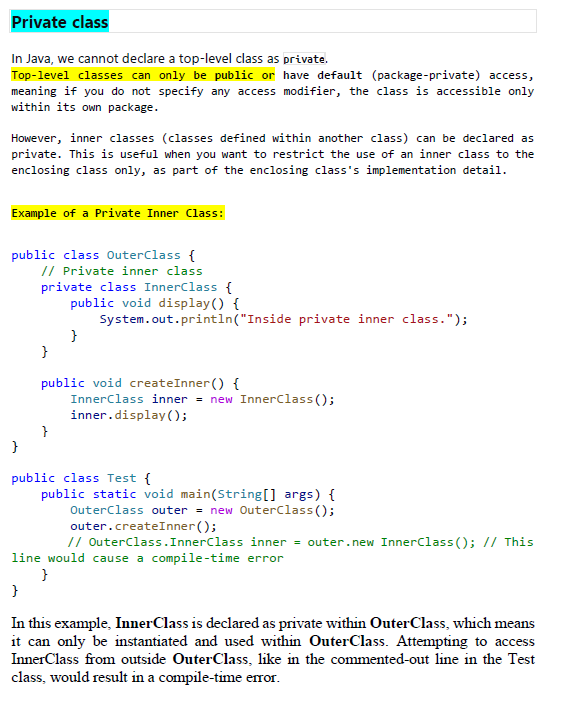 Private class
In Java, we cannot declare a top-level class as private.
Top-level classes can only be public or have default (package-private) access,
meaning if you do not specify any access modifier, the class is accessible only
within its own package.
However, inner classes (classes defined within another class) can be declared as
private. This is useful when you want to restrict the use of an inner class to the
enclosing class only, as part of the enclosing class's implementation detail.
Example of a Private Inner Class:
public class OuterClass {
    // Private inner class
    private class InnerClass {
        public void display() {
            System.out.println("Inside private inner class.");
        }
    }
    public void createInner() {
        InnerClass inner = new InnerClass();
        inner.display();
    }
}
public class Test {
    public static void main(String[] args) {
        OuterClass outer = new OuterClass();
        outer.createInner();
        // OuterClass.InnerClass inner = outer.new InnerClass(); // This
line would cause a compile-time error
    }
}
In this example, InnerClass is declared as private within OuterClass, which means
it can only be instantiated and used within OuterClass. Attempting to access
InnerClass from outside OuterClass, like in the commented-out line in the Test
class, would result in a compile-time error.